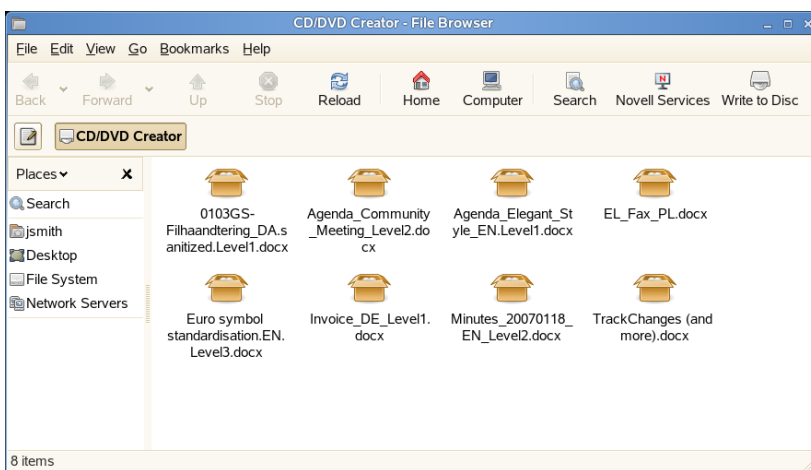 CD/DVD Creator - File Browser
File Edit View Go Bookmarks Help
Back Forward Up Stop Reload Home Computer Search Novell Services Write to Disc
CD/DVD Creator
Places
Search
jsmith
Desktop
File System
Network Servers
0103GS-
Filhaandtering_DA.s
anitized.Level1.docx
Agenda_Community
_Meeting_Level2.do
cx
Agenda_Elegant_St
yle_EN.Level1.docx
EL_Fax_PL.docx
Euro symbol
standardisation.EN.
Level3.docx
Invoice_DE_Level1.
docx
Minutes_20070118_
EN_Level2.docx
TrackChanges (and
more).docx
8 items